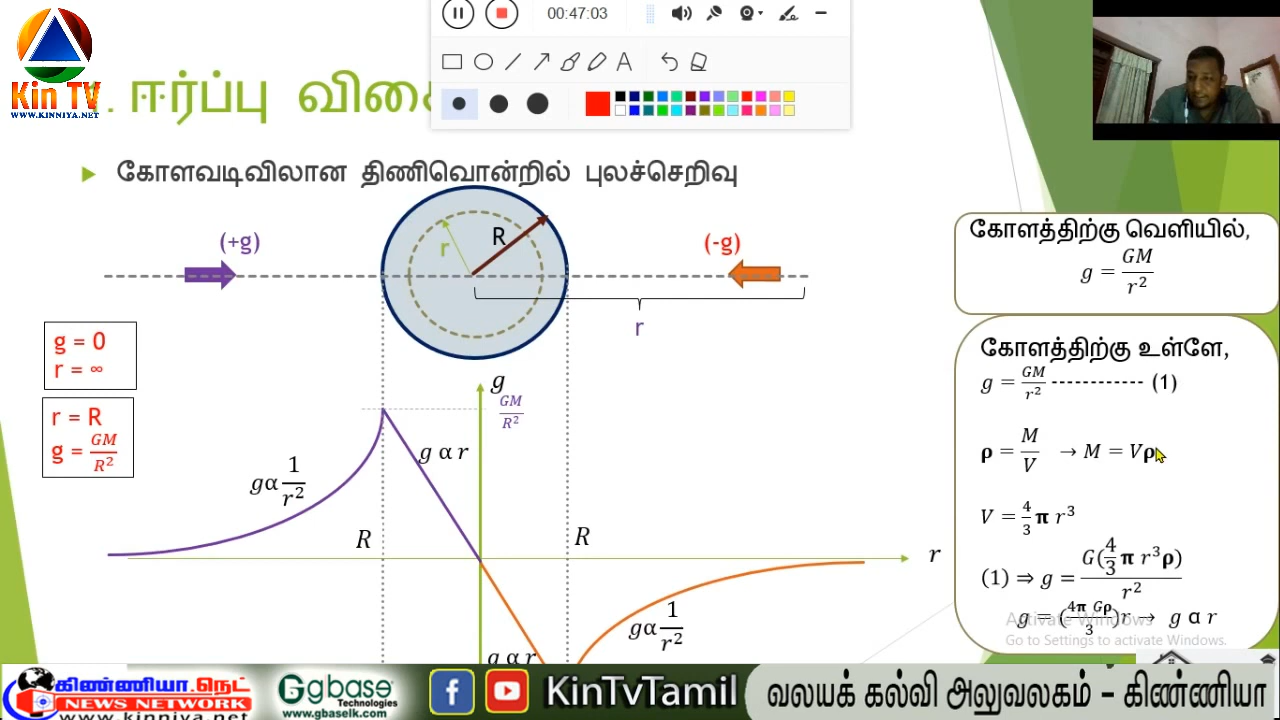 00:47:03
Kin TV
WWW.KINNIYA.NET
. ஈர்ப்பு விசை
கோளவடிவிலான திணிவொன்றில் புலச்செறிவு
(+g)
r
R
(-g)
r
g = 0
r = ∞
r = R
g = GM/R²
g
GM/R²
g α r
gα 1/r²
R
R
r
gα 1/r²
g α r
கோளத்திற்கு வெளியில்,
g = GM/r²
கோளத்திற்கு உள்ளே,
g = GM/r² ------------ (1)
ρ = M/V → M = Vρ
V = 4/3 π r³
(1) ⇒ g = G(4/3 π r³ρ)/r²
g = (4π Gρ/3)r → g α r
Activate Windows
Go to Settings to activate Windows.
கிண்ணியா.நெட்
NEWS NETWORK
www.kinniya.net
Ggbase
Technologies
www.gbaselk.com
f
KinTvTamil
வலயக் கல்வி அலுவலகம் – கிண்ணியா